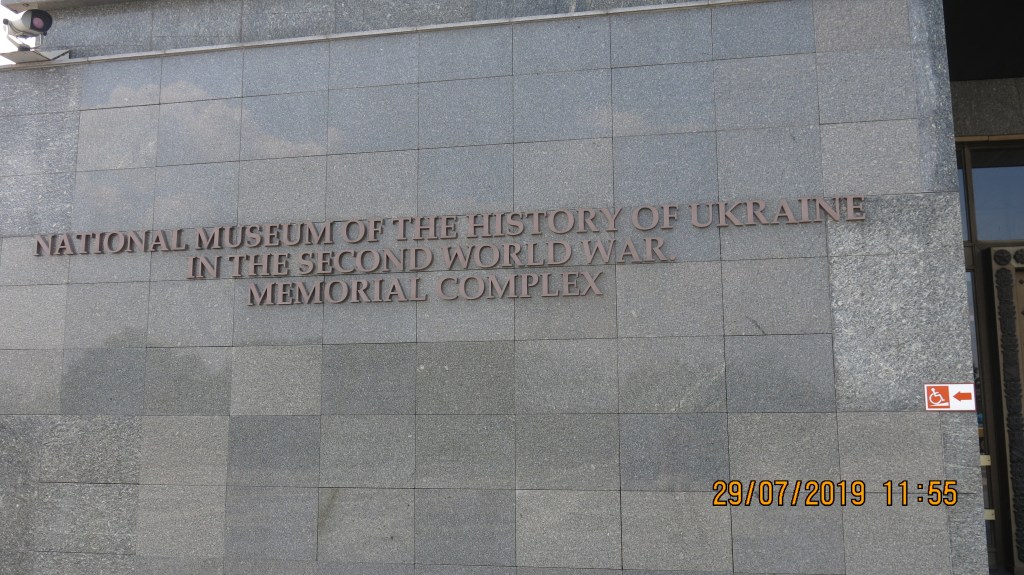 NATIONAL MUSEUM OF THE HISTORY OF UKRAINE
IN THE SECOND WORLD WAR.
MEMORIAL COMPLEX
29/07/2019 11:55